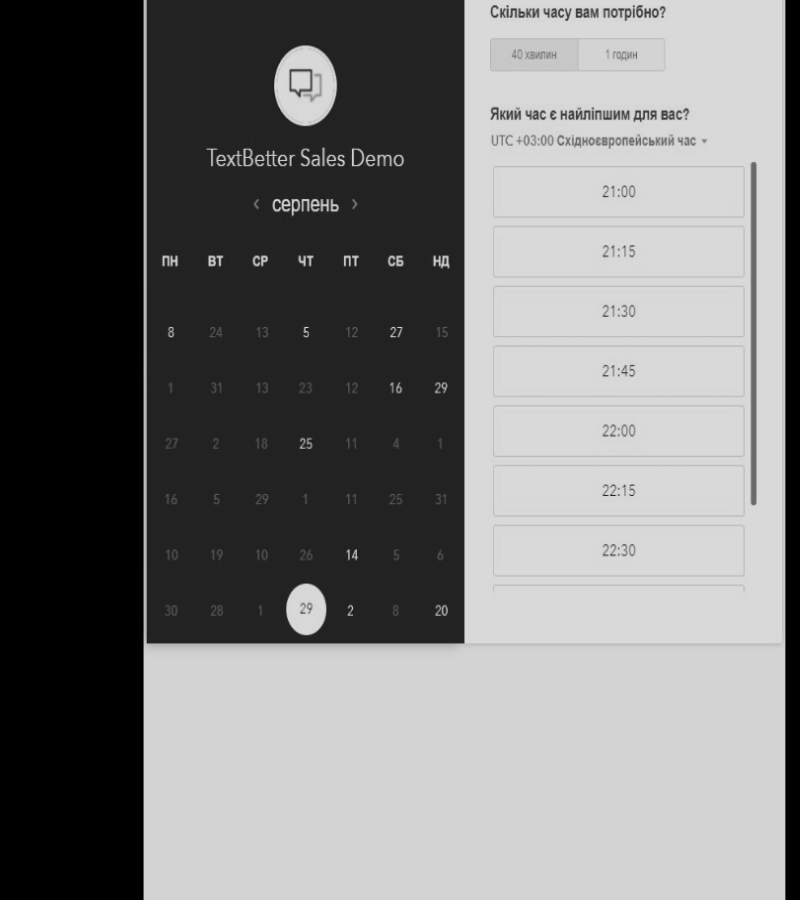 TextBetter Sales Demo
‹ серпень ›
ПН ВТ СР ЧТ ПТ СБ НД
8 24 13 5 12 27 15
1 31 13 23 12 16 29
27 2 18 25 11 4 1
16 5 29 1 11 25 31
10 19 10 26 14 5 6
30 28 1 29 2 8 20
Скільки часу вам потрібно?
40 хвилин 1 годин
Який час є найліпшим для вас?
UTC +03:00 Східноєвропейський час
21:00
21:15
21:30
21:45
22:00
22:15
22:30